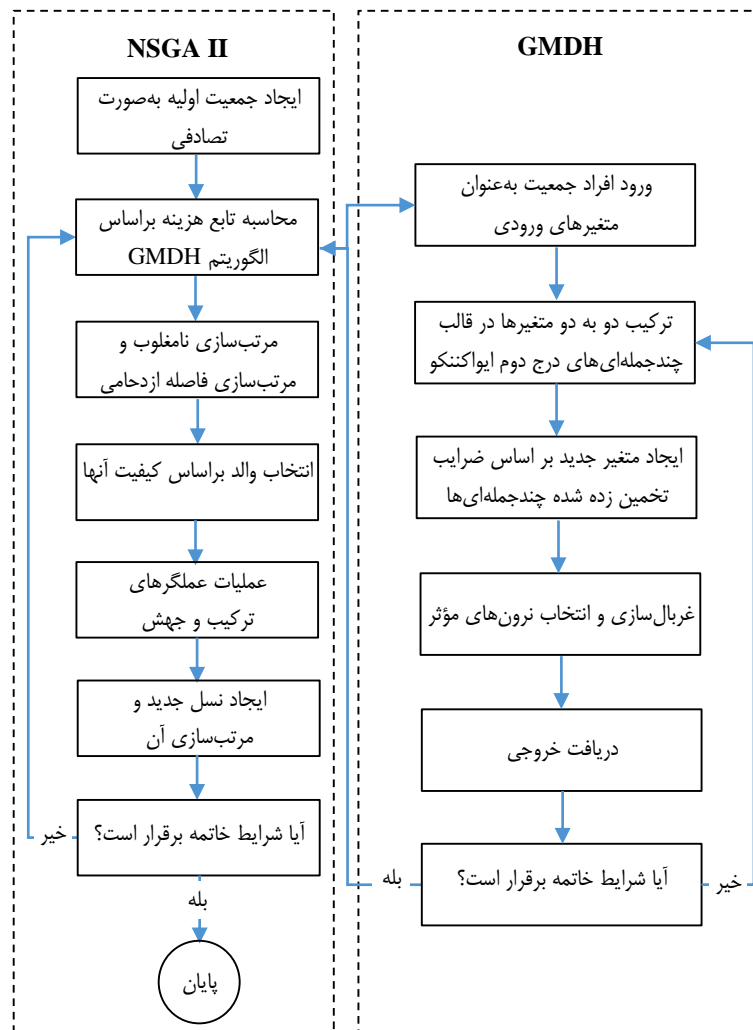 NSGA II
ایجاد جمعیت اولیه به‌صورت
تصادفی
محاسبه تابع هزینه براساس
الگوریتم GMDH
مرتب‌سازی نامغلوب و
مرتب‌سازی فاصله ازدحامی
انتخاب والد براساس کیفیت آنها
عملیات عملگرهای
ترکیب و جهش
ایجاد نسل جدید و
مرتب‌سازی آن
آیا شرایط خاتمه برقرار است؟
خیر
بله
پایان
GMDH
ورود افراد جمعیت به‌عنوان
متغیرهای ورودی
ترکیب دو به دو متغیرها در قالب
چندجمله‌ای‌های درج دوم ایواکننکو
ایجاد متغیر جدید بر اساس ضرایب
تخمین زده شده چندجمله‌ای‌ها
غربال‌سازی و انتخاب نرون‌های مؤثر
دریافت خروجی
آیا شرایط خاتمه برقرار است؟
بله
خیر